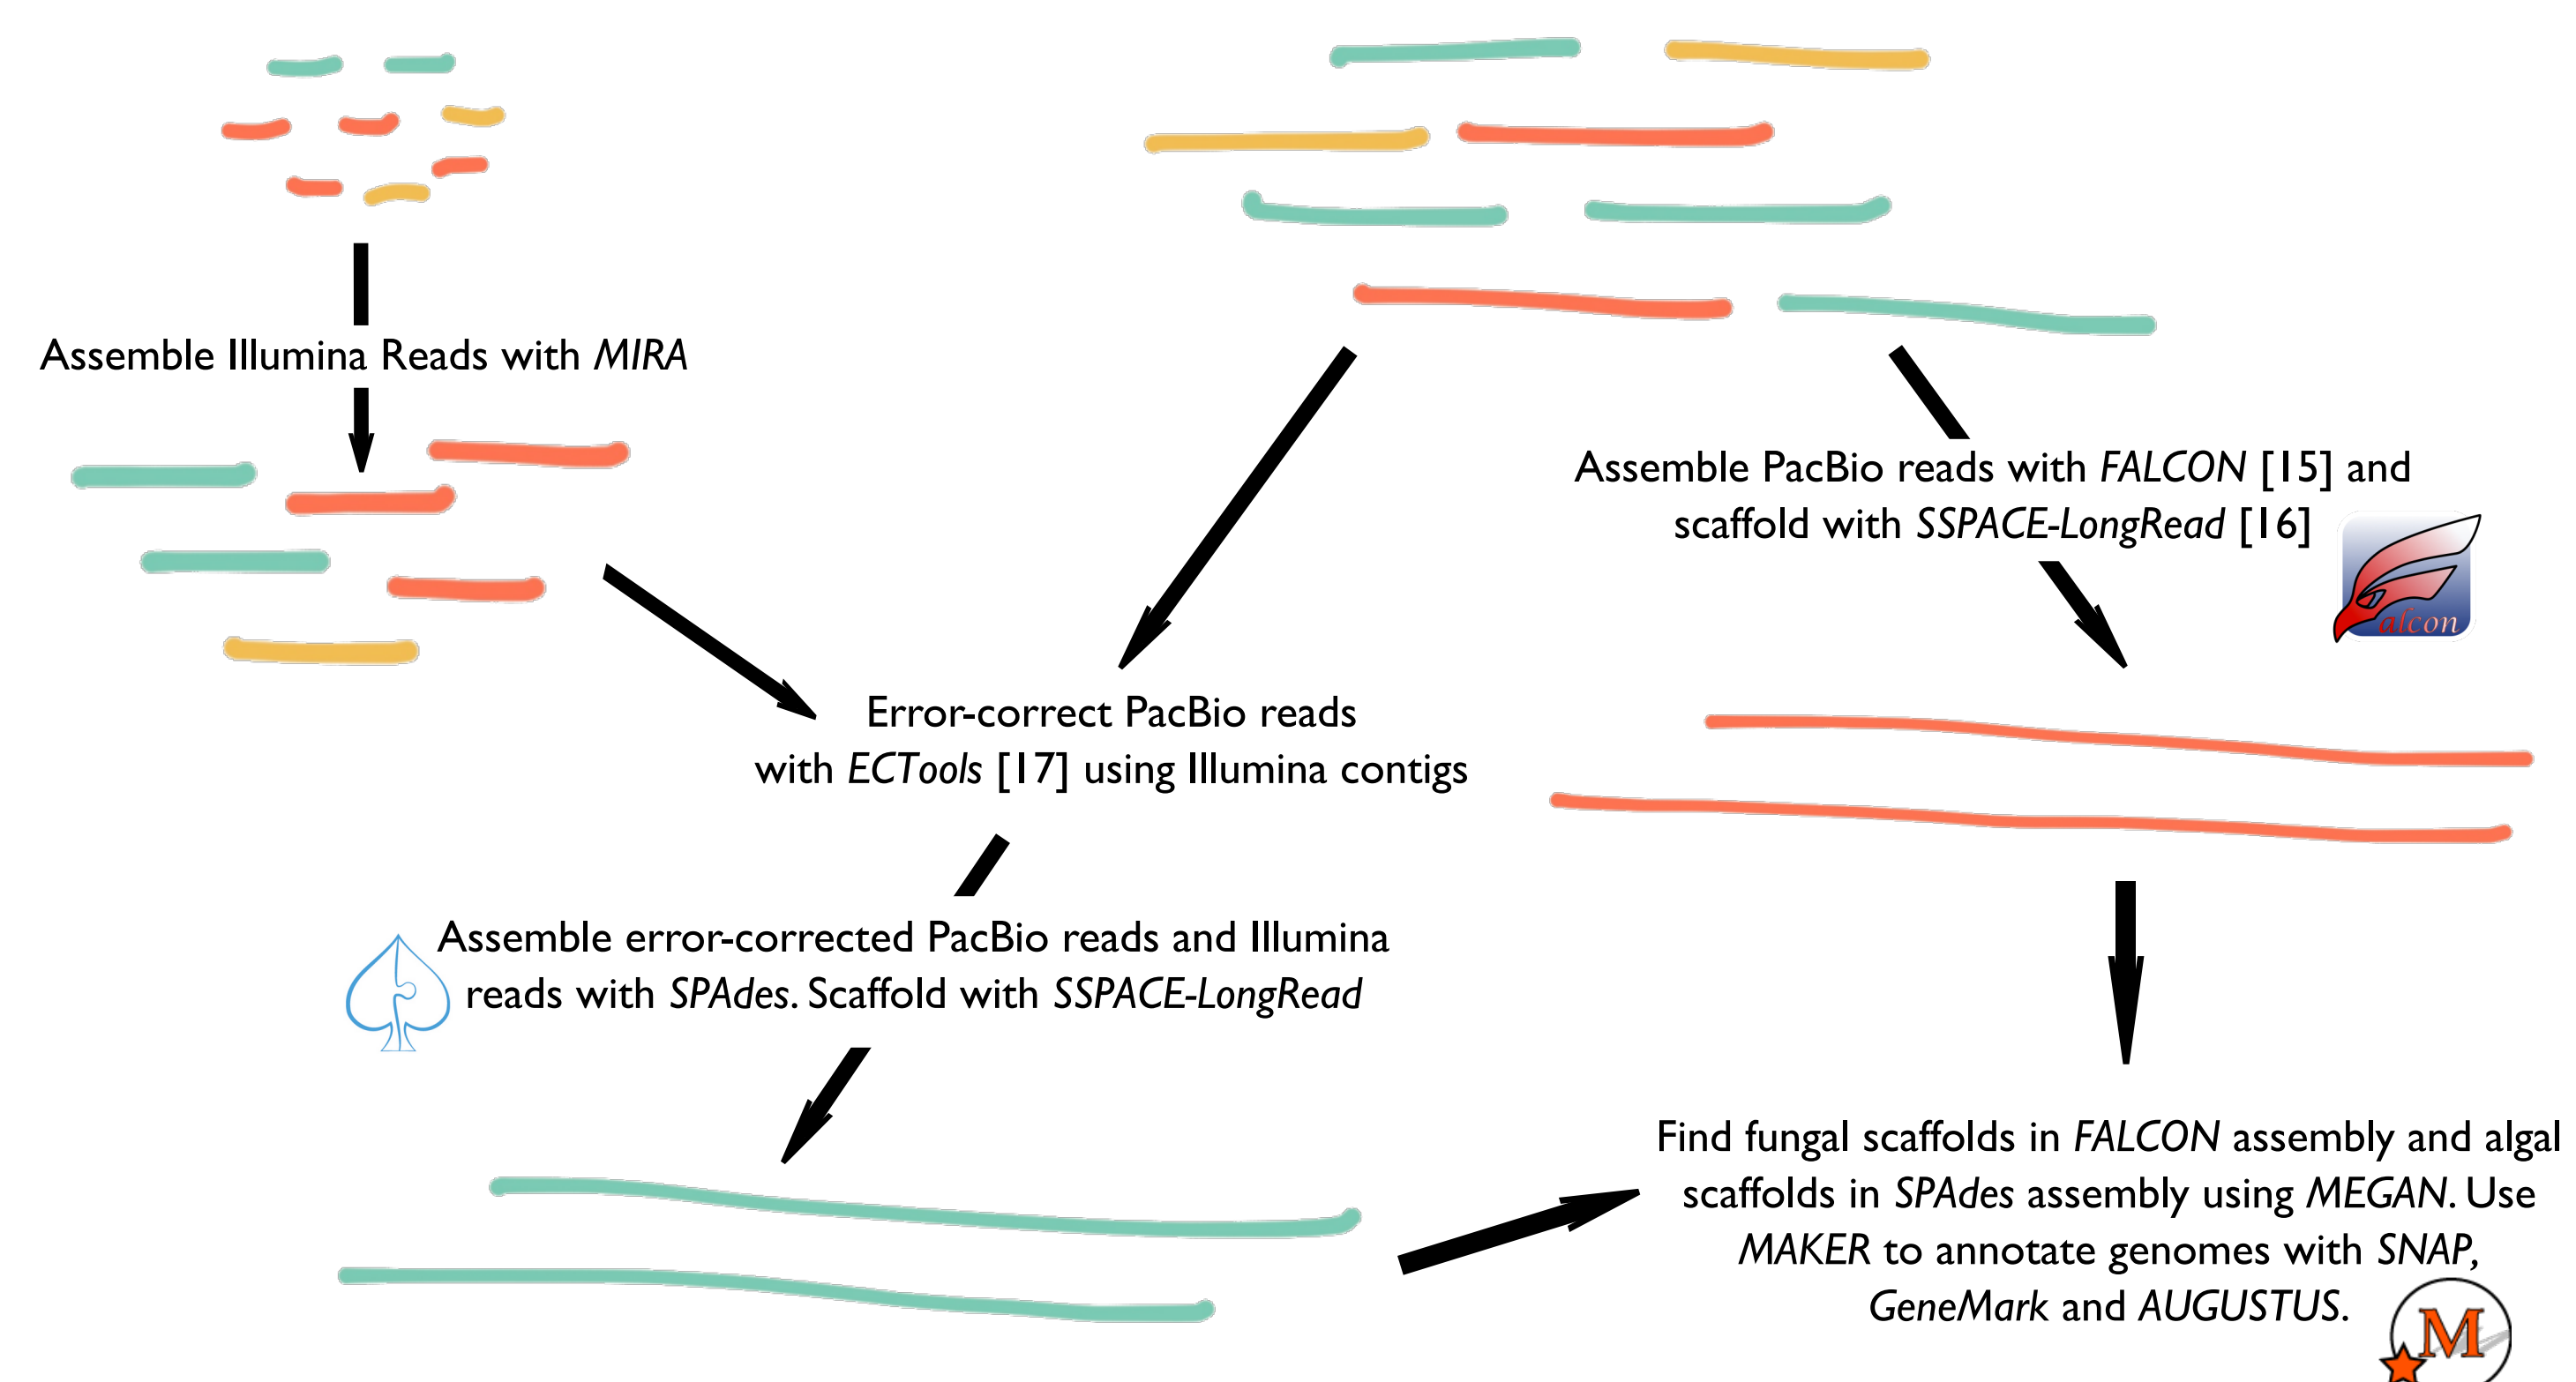 Assemble Illumina Reads with MIRA
Assemble PacBio reads with FALCON [15] and
scaffold with SSPACE-LongRead [16]
alcon
Error-correct PacBio reads
with ECTools [17] using Illumina contigs
Assemble error-corrected PacBio reads and Illumina
reads with SPAdes. Scaffold with SSPACE-LongRead
Find fungal scaffolds in FALCON assembly and algal
scaffolds in SPAdes assembly using MEGAN. Use
MAKER to annotate genomes with SNAP,
GeneMark and AUGUSTUS.
M